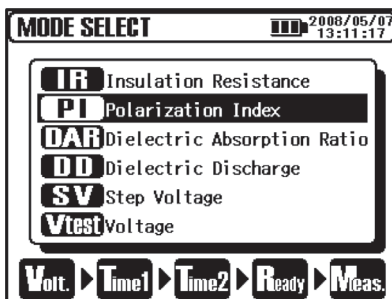 MODE SELECT 2008/05/07
13:11:17
IR Insulation Resistance
PI Polarization Index
DAR Dielectric Absorption Ratio
DD Dielectric Discharge
SV Step Voltage
Vtest Voltage
Volt. Time1 Time2 Ready Meas.